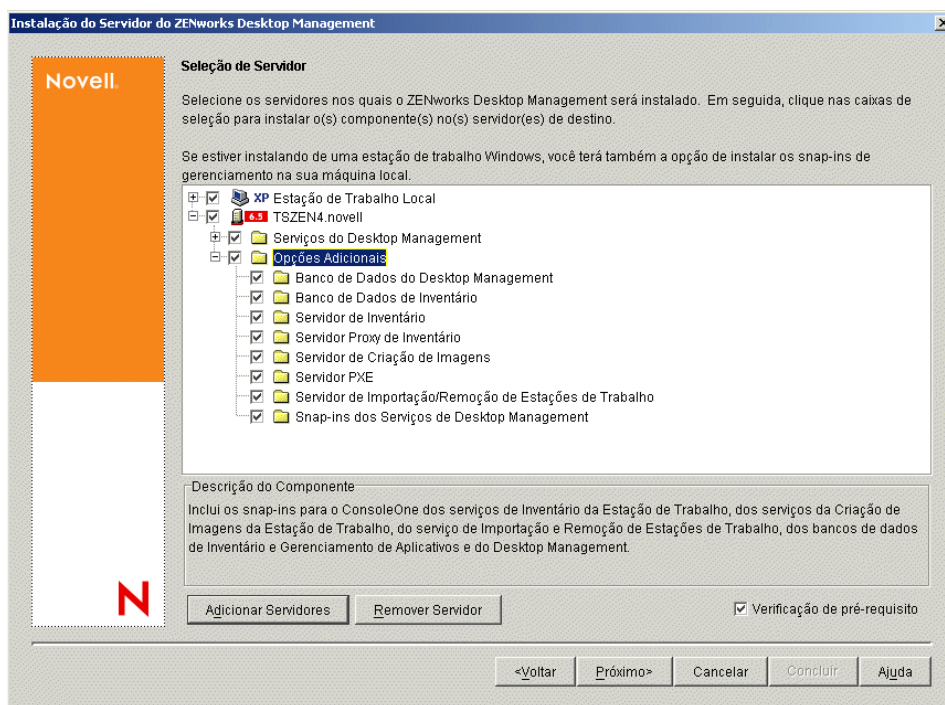 Instalação do Servidor do ZENworks Desktop Management
Novell.
Seleção de Servidor
Selecione os servidores nos quais o ZENworks Desktop Management será instalado. Em seguida, clique nas caixas de
seleção para instalar o(s) componente(s) no(s) servidor(es) de destino.
Se estiver instalando de uma estação de trabalho Windows, você terá também a opção de instalar os snap-ins de
gerenciamento na sua máquina local.
XP Estação de Trabalho Local
6.5 TSZEN4.novell
Serviços do Desktop Management
Opções Adicionais
Banco de Dados do Desktop Management
Banco de Dados de Inventário
Servidor de Inventário
Servidor Proxy de Inventário
Servidor de Criação de Imagens
Servidor PXE
Servidor de Importação/Remoção de Estações de Trabalho
Snap-ins dos Serviços de Desktop Management
Descrição do Componente
Inclui os snap-ins para o ConsoleOne dos serviços de Inventário da Estação de Trabalho, dos serviços da Criação de
Imagens da Estação de Trabalho, do serviço de Importação e Remoção de Estações de Trabalho, dos bancos de dados
de Inventário e Gerenciamento de Aplicativos e do Desktop Management.
N
Adicionar Servidores
Remover Servidor
Verificação de pré-requisito
<Voltar
Próximo>
Cancelar
Concluir
Ajuda